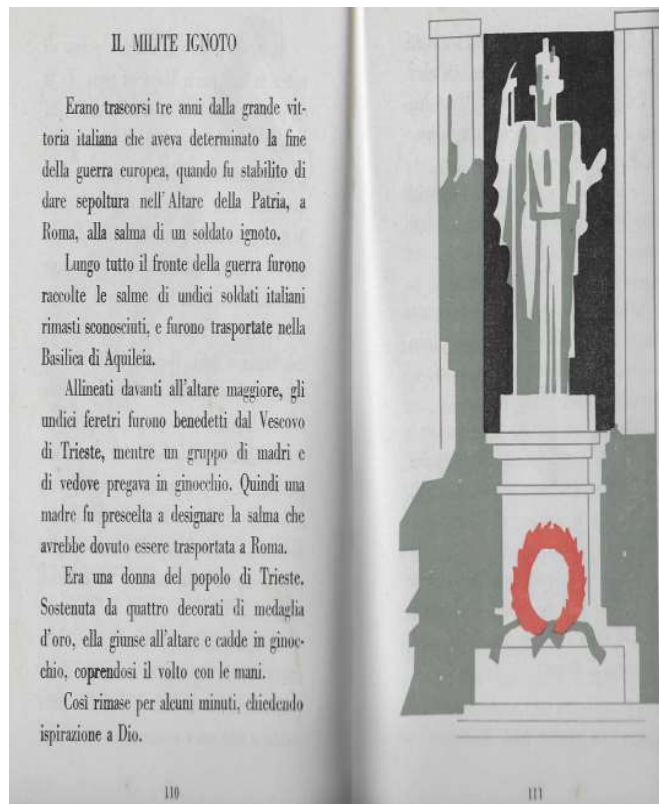 IL MILITE IGNOTO
Erano trascorsi tre anni dalla grande vit-
toria italiana che aveva determinato la fine
della guerra europea, quando fu stabilito di
dare sepoltura nell'Altare della Patria, a
Roma, alla salma di un soldato ignoto.
Lungo tutto il fronte della guerra furono
raccolte le salme di undici soldati italiani
rimasti sconosciuti, e furono trasportate nella
Basilica di Aquileia.
Allineati davanti all'altare maggiore, gli
undici feretri furono benedetti dal Vescovo
di Trieste, mentre un gruppo di madri e
di vedove pregava in ginocchio. Quindi una
madre fu prescelta a designare la salma che
avrebbe dovuto essere trasportata a Roma.
Era una donna del popolo di Trieste.
Sostenuta da quattro decorati di medaglia
d'oro, ella giunse all'altare e cadde in ginoc-
chio, coprendosi il volto con le mani.
Così rimase per alcuni minuti, chiedendo
ispirazione a Dio.
110
111